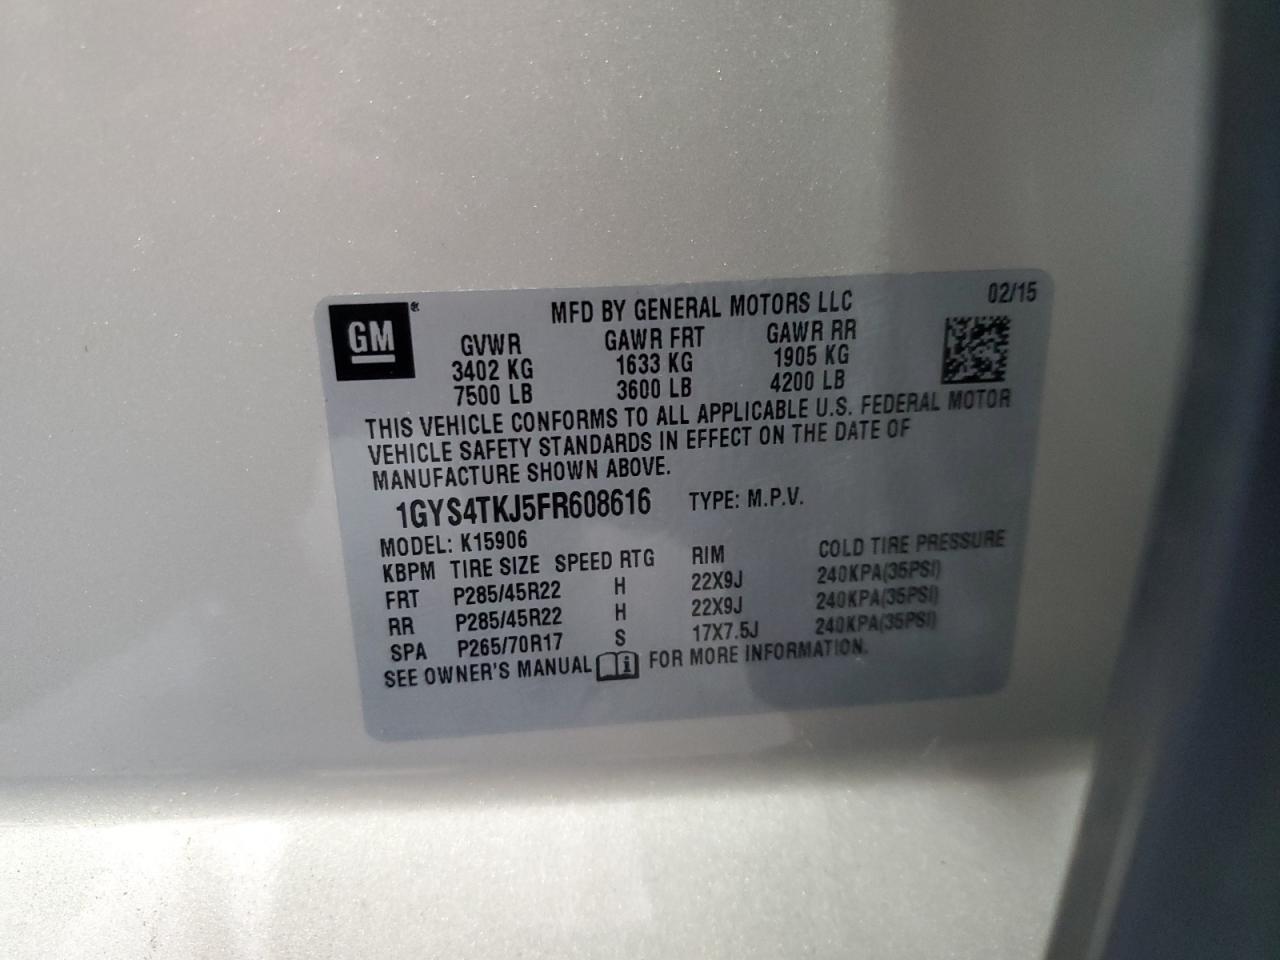 GM ®
MFD BY GENERAL MOTORS LLC 02/15
GVWR GAWR FRT GAWR RR
3402 KG 1633 KG 1905 KG
7500 LB 3600 LB 4200 LB
THIS VEHICLE CONFORMS TO ALL APPLICABLE U.S. FEDERAL MOTOR
VEHICLE SAFETY STANDARDS IN EFFECT ON THE DATE OF
MANUFACTURE SHOWN ABOVE.
1GYS4TKJ5FR608616 TYPE: M.P.V.
MODEL: K15906
KBPM TIRE SIZE SPEED RTG RIM COLD TIRE PRESSURE
FRT P285/45R22 H 22X9J 240KPA(35PSI)
RR P285/45R22 H 22X9J 240KPA(35PSI)
SPA P265/70R17 S 17X7.5J 240KPA(35PSI)
SEE OWNER'S MANUAL i FOR MORE INFORMATION.